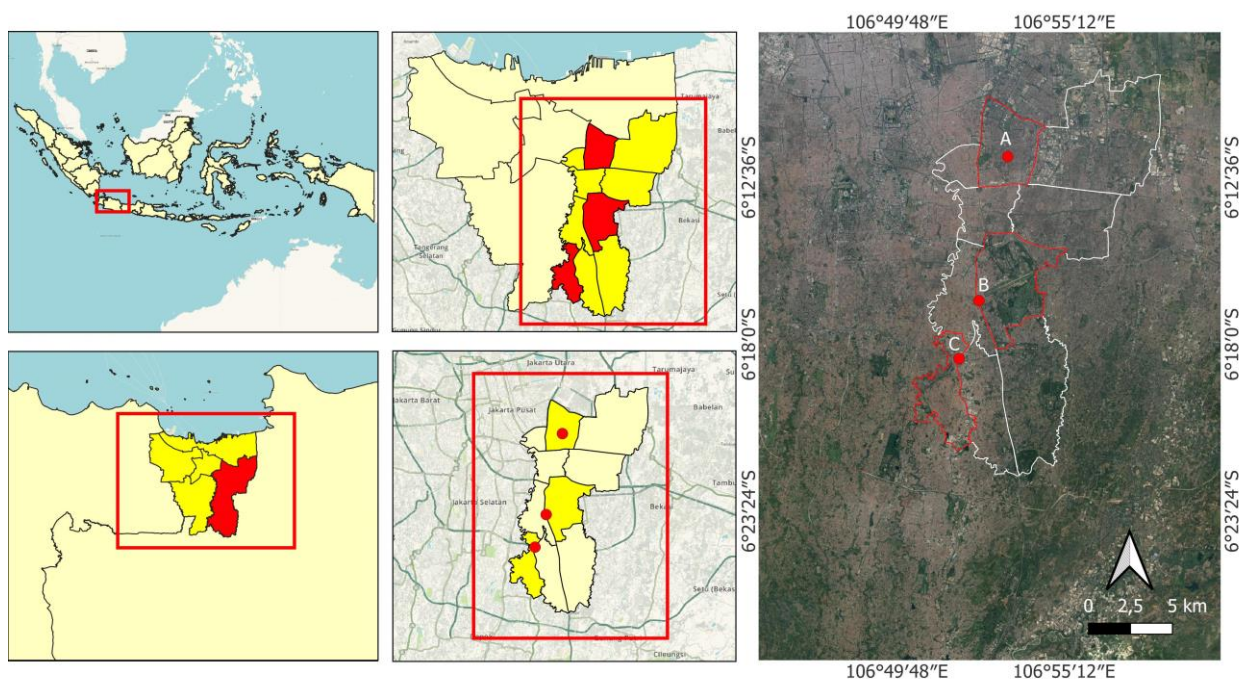 106°49′48″E
106°55′12″E
Tarumajaya
Bekasi
Tangerang
Selatan
6°12′36″S
6°18′0″S
6°23′24″S
A
B
C
6°12′36″S
6°18′0″S
6°23′24″S
Jakarta Utara
Tarumajaya
Jakarta Barat
Jakarta Pusat
Babelan
Jakarta Selatan
Bekasi
Setu (Bekas
Cileungsi
0 2,5 5 km
106°49′48″E
106°55′12″E